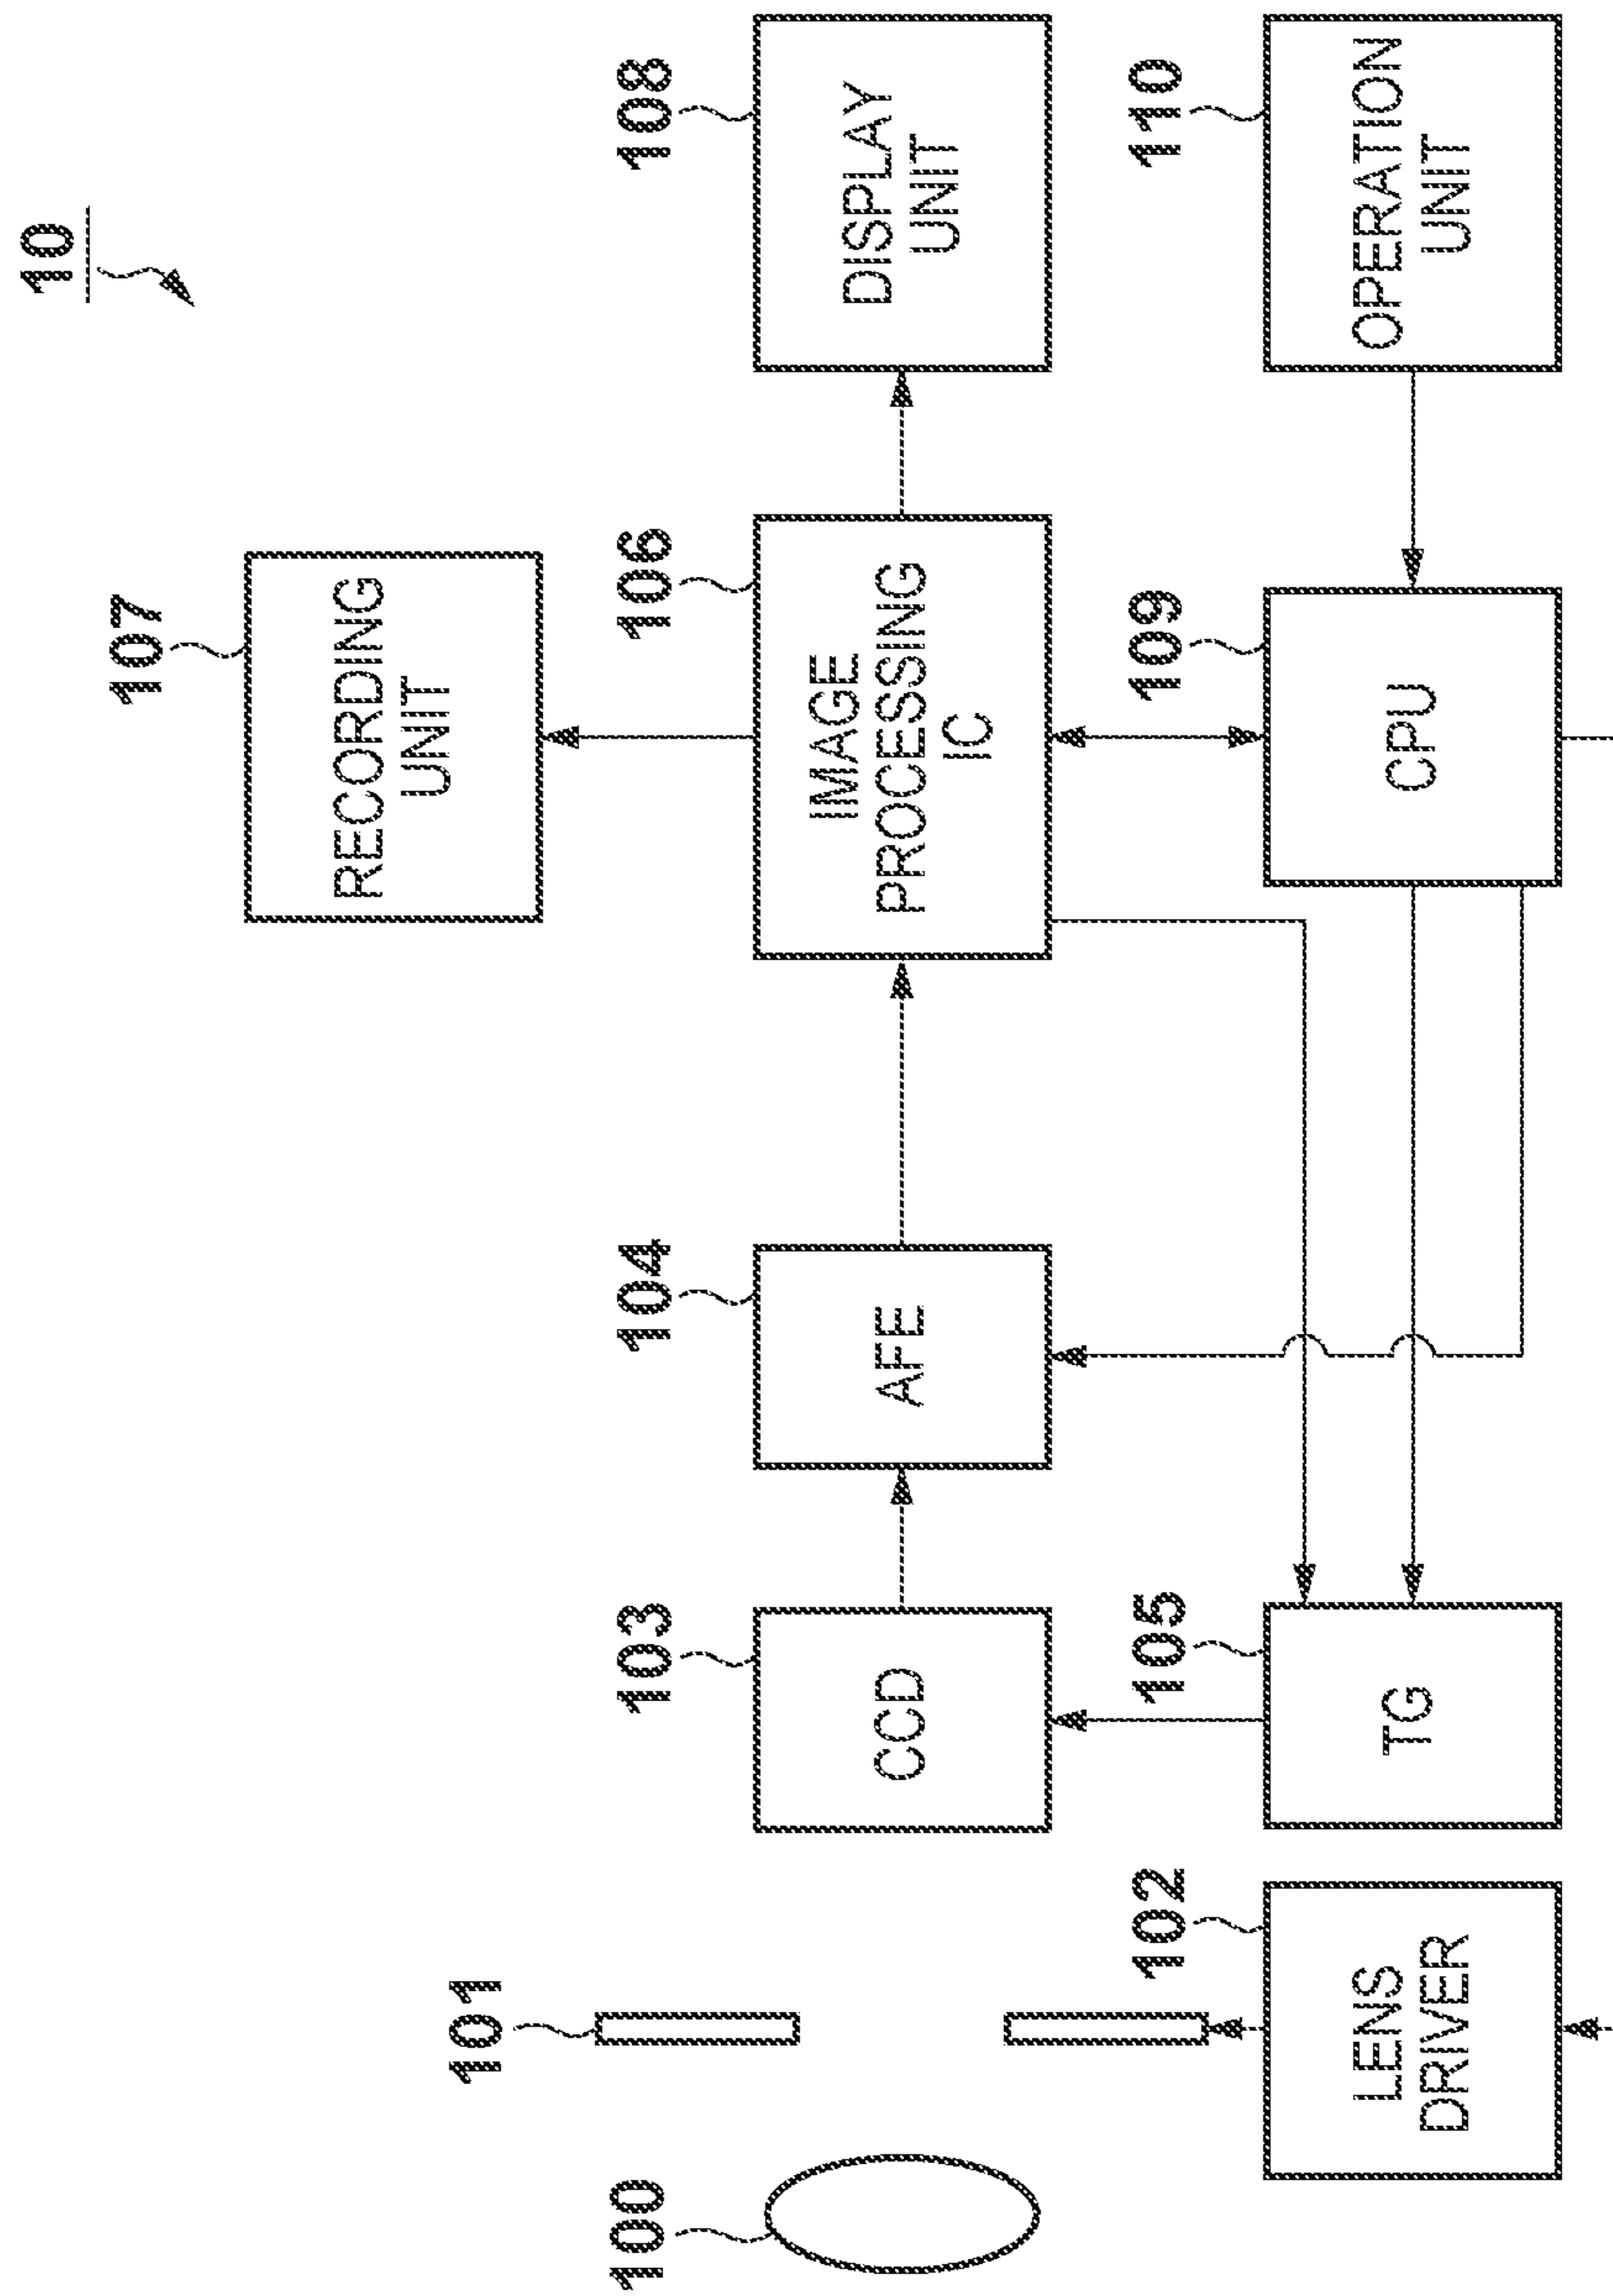 10
107
RECORDING
UNIT
101
100
103
CCD
104
AFE
106
IMAGE
PROCESSING
IC
108
DISPLAY
UNIT
102
LENS
DRIVER
105
TG
109
CPU
110
OPERATION
UNIT